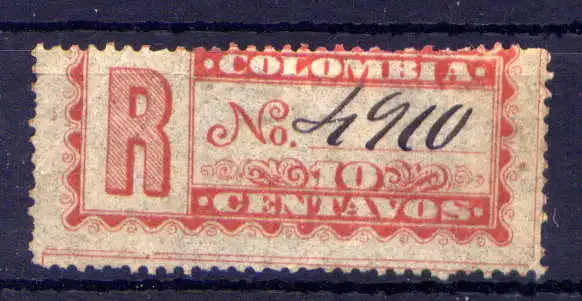 · COLOMBIA ·
R
No. 4910
10
· CENTAVOS ·